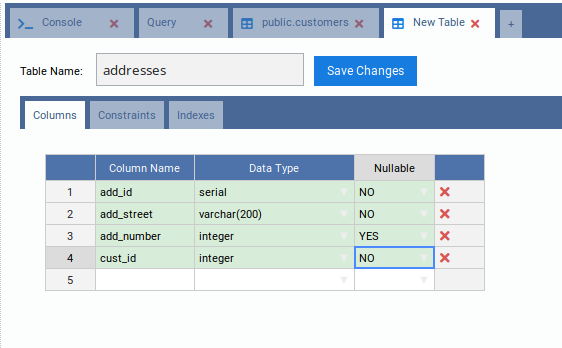 Console Query public.customers New Table +
Table Name: addresses Save Changes
Columns Constraints Indexes
Column Name Data Type Nullable
1 add_id serial NO
2 add_street varchar(200) NO
3 add_number integer YES
4 cust_id integer NO
5